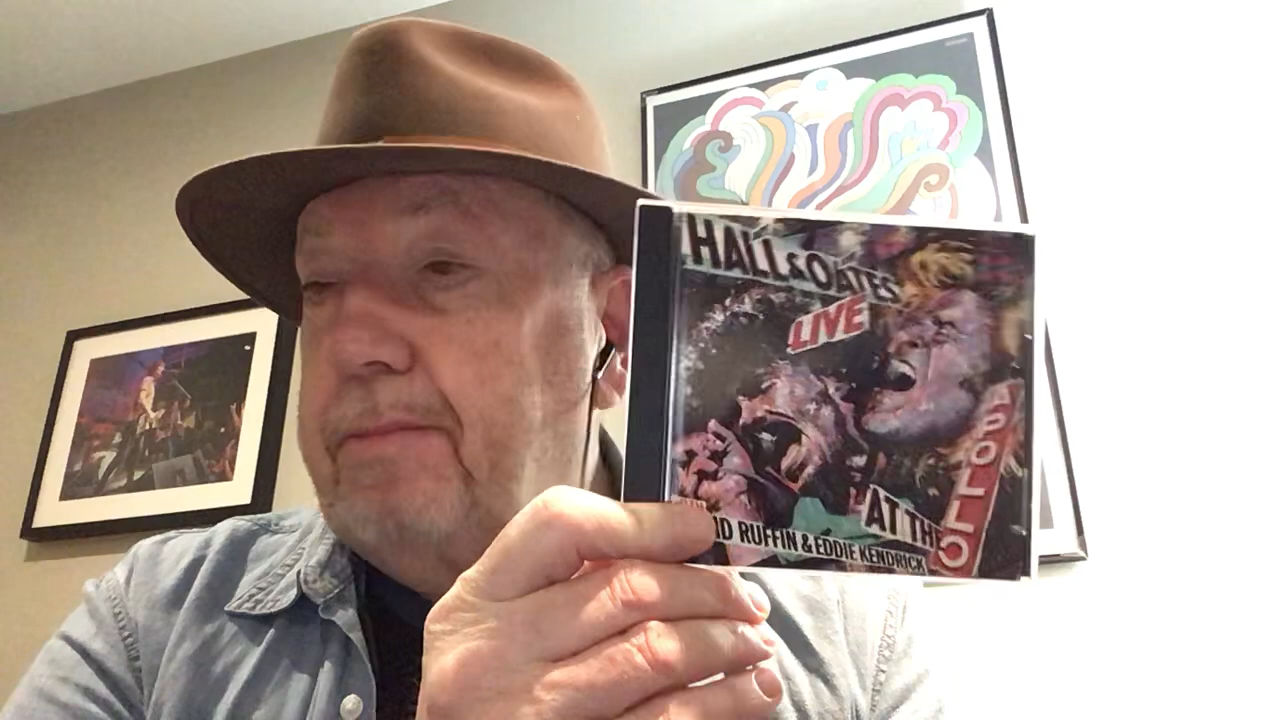 HALL & OATES
LIVE
AT THE
APOLLO
RUFFIN & EDDIE KENDRICK